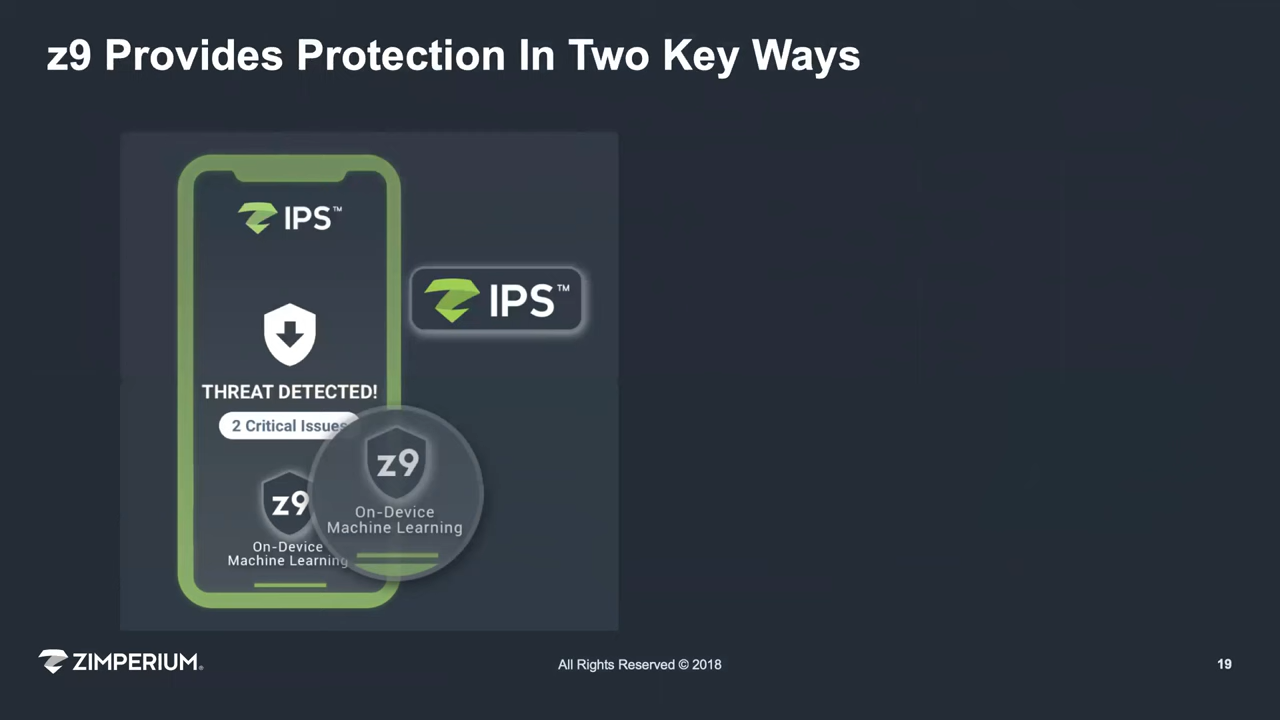 z9 Provides Protection In Two Key Ways
IPS™
IPS™
THREAT DETECTED!
2 Critical Issues
z9
On-Device
Machine Learning
z9
On-Device
Machine Learning
ZIMPERIUM®
All Rights Reserved © 2018
19